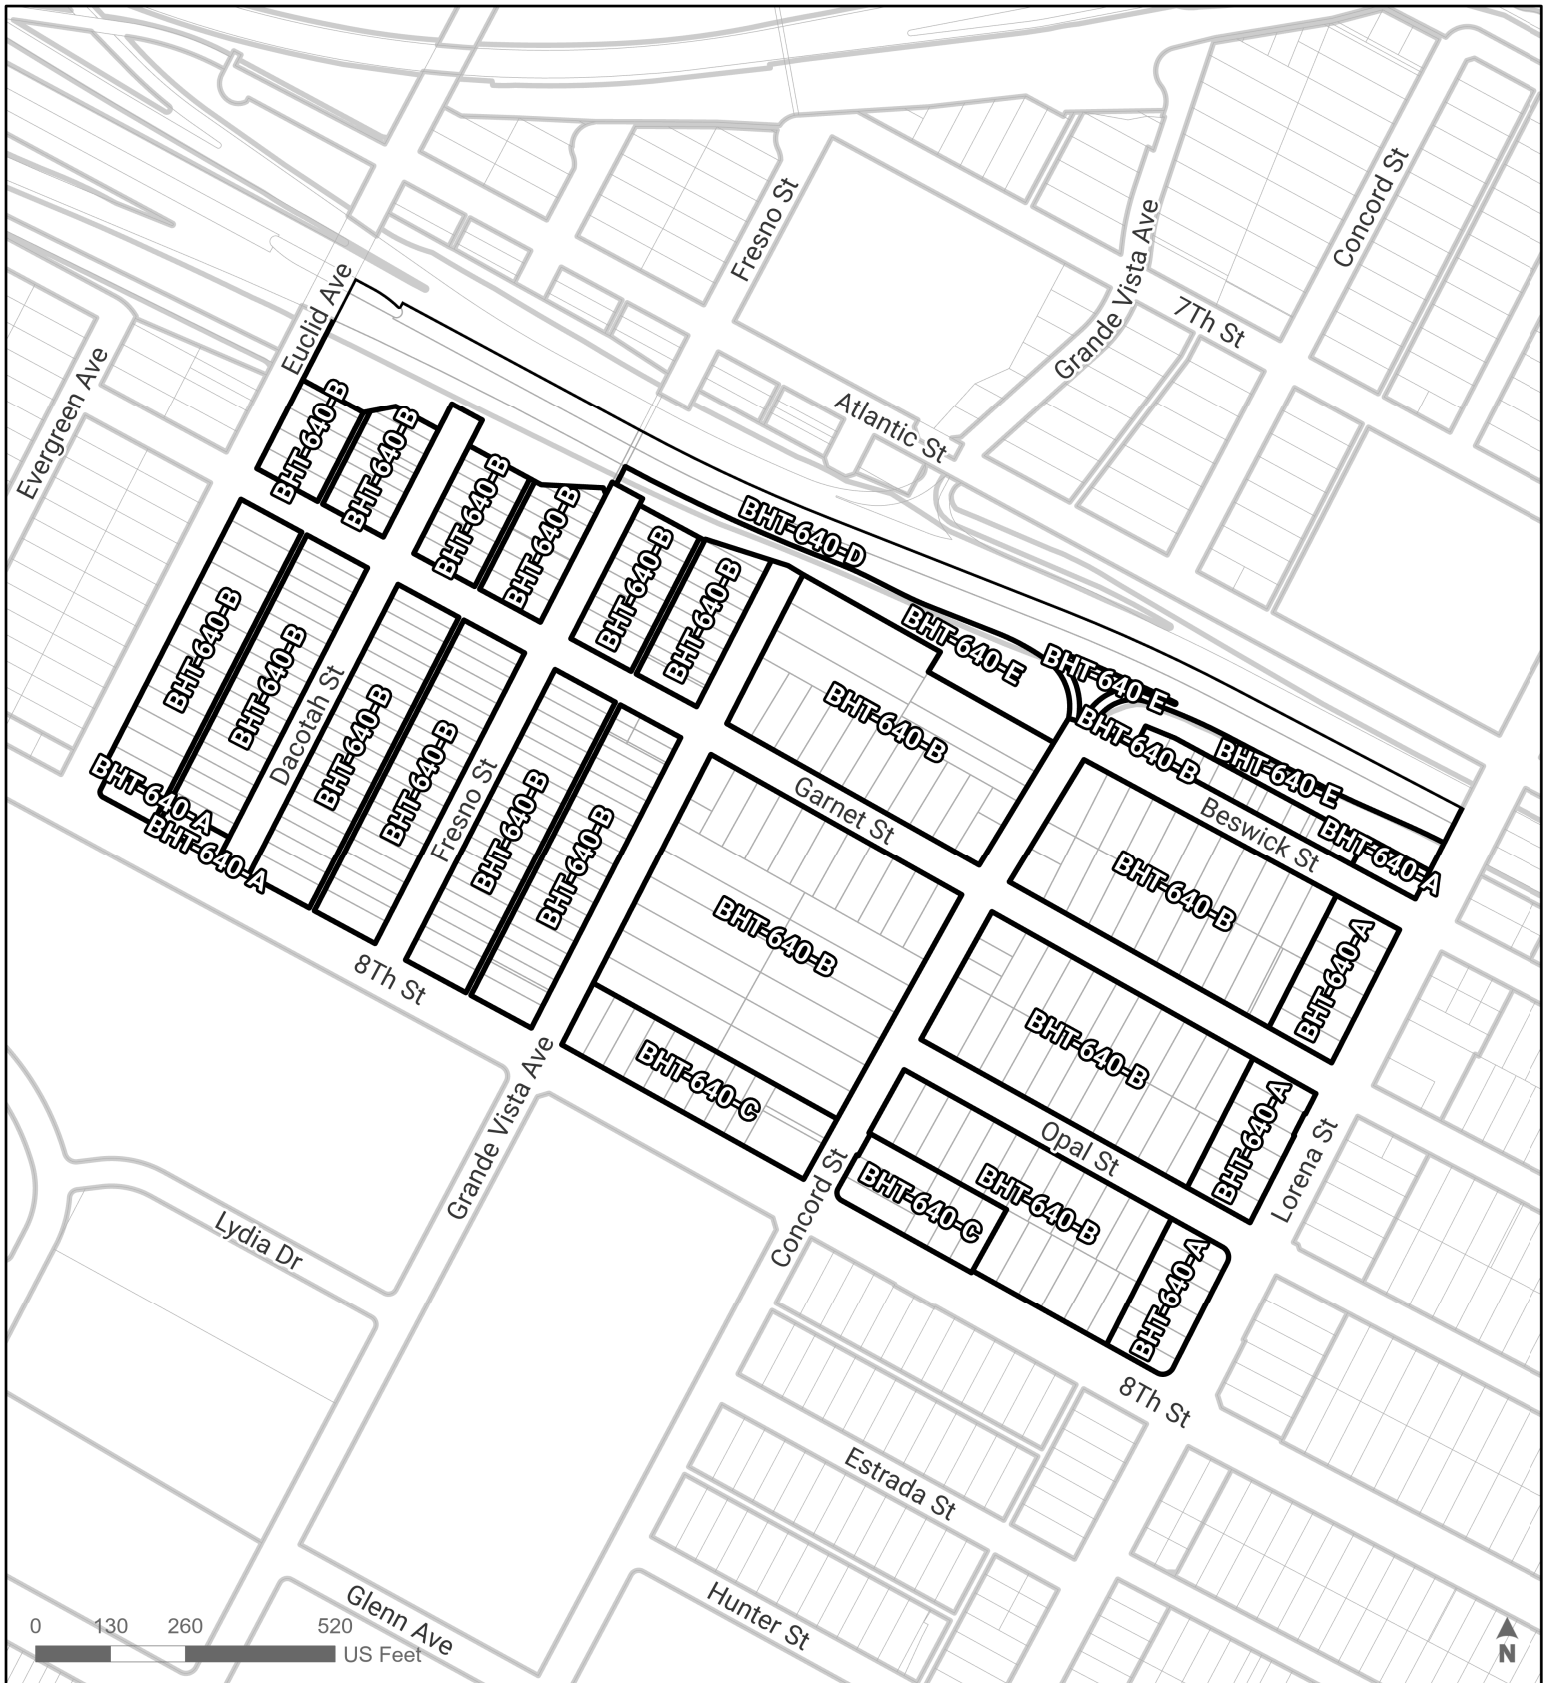 Concord St
Fresno St
Grande Vista Ave
7Th St
Euclid Ave
Evergreen Ave
Atlantic St
BHT-640-B
BHT-640-B
BHT-640-B
BHT-640-B
BHT-640-D
BHT-640-B
BHT-640-B
BHT-640-E
BHT-640-E
BHT-640-B
BHT-640-E
BHT-640-A
BHT-640-B
BHT-640-B
Dacotah St
BHT-640-B
BHT-640-B
Fresno St
BHT-640-B
BHT-640-B
BHT-640-B
Garnet St
Beswick St
BHT-640-A
BHT-640-A
BHT-640-B
BHT-640-A
BHT-640-B
8Th St
BHT-640-B
BHT-640-A
BHT-640-C
Opal St
Lorena St
Grande Vista Ave
Concord St
BHT-640-C
BHT-640-B
BHT-640-A
Lydia Dr
8Th St
Estrada St
Hunter St
Glenn Ave
0 130 260 520
US Feet
N